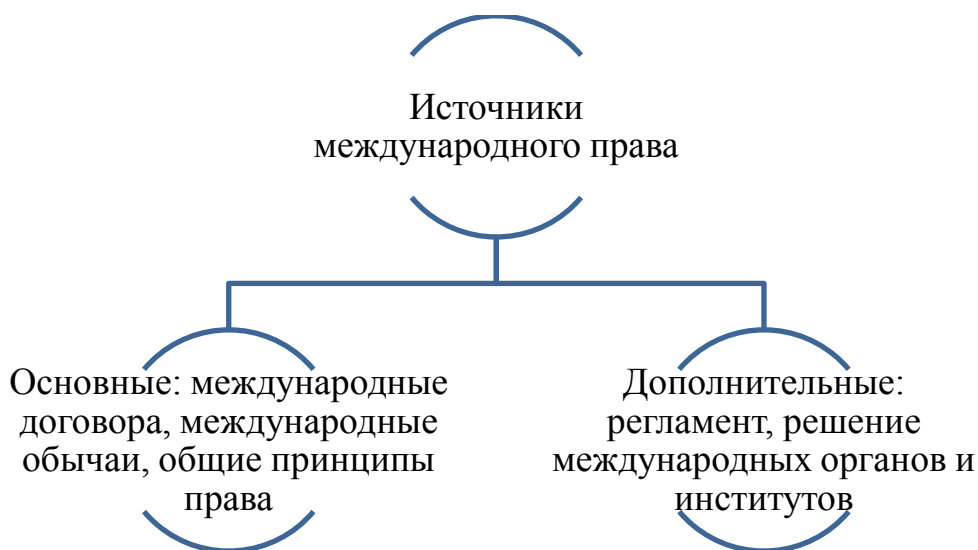 Источники
международного права
Основные: международные
договора, международные
обычаи, общие принципы
права
Дополнительные:
регламент, решение
международных органов и
институтов